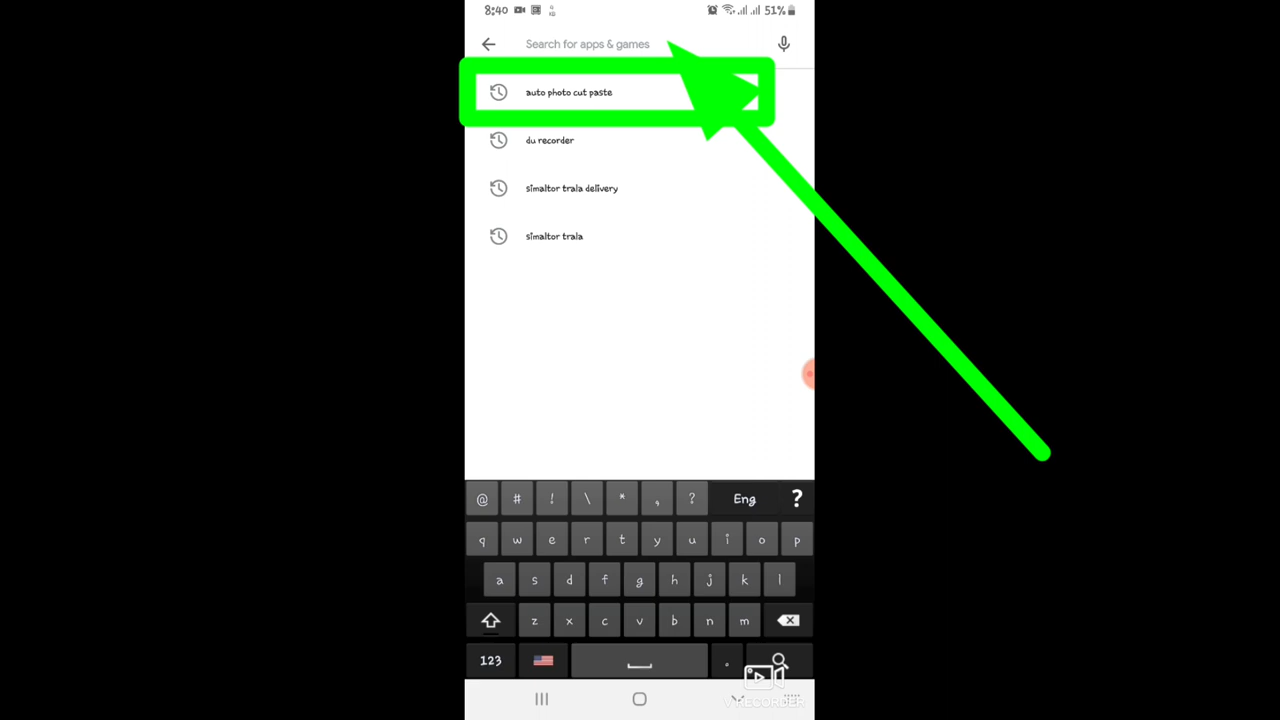 8:40 51%
Search for apps & games
auto photo cut paste
du recorder
simaltor trala delivery
simaltor trala
@ # ! \ * , ? Eng ?
q w e r t y u i o p
a s d f g h j k l
z x c v b n m
123 .
V RECORDER